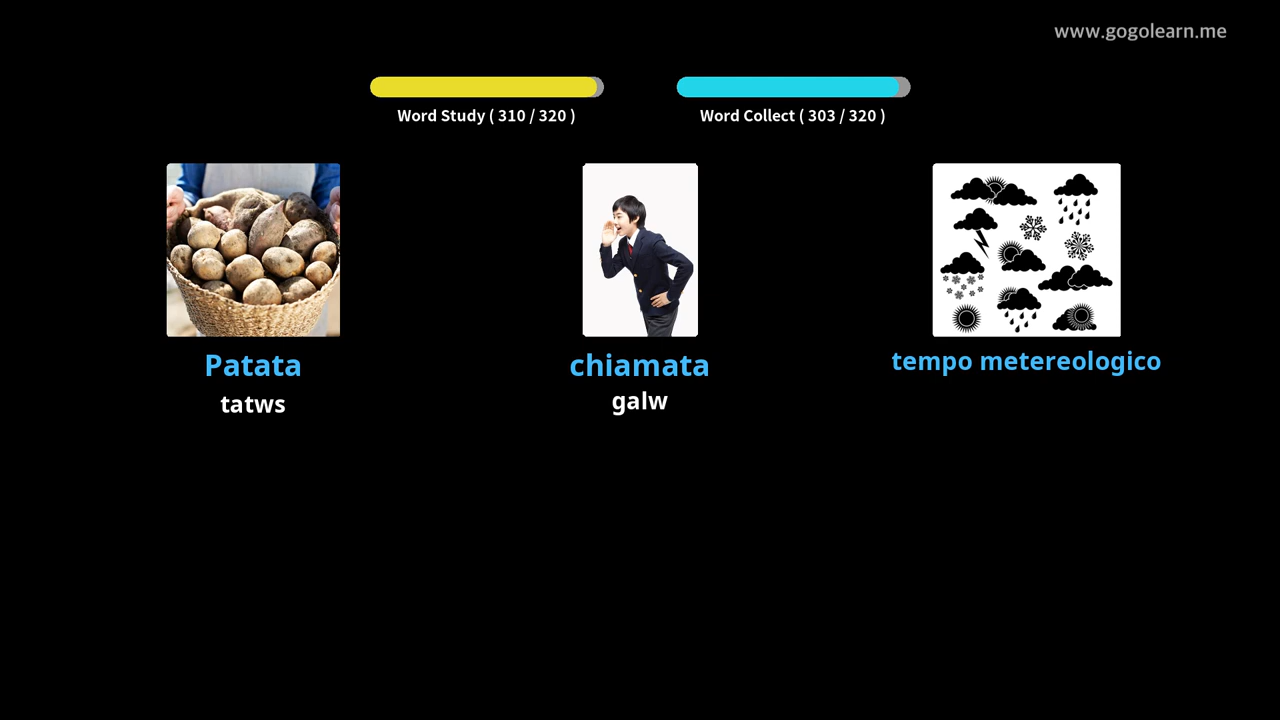 www.gogolearn.me
Word Study ( 310 / 320 )
Word Collect ( 303 / 320 )
Patata
chiamata
tempo metereologico
tatws
galw